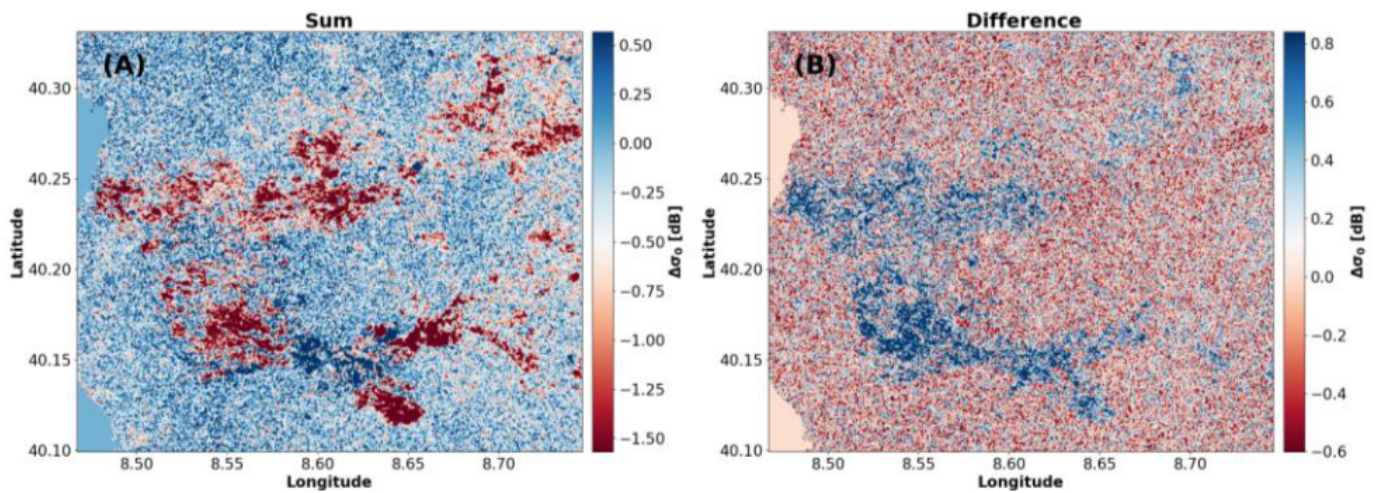 Sum
(A)
40.30
40.25
40.20
40.15
40.10
Latitude
8.50 8.55 8.60 8.65 8.70
Longitude
0.50
0.25
0.00
−0.25
−0.50
−0.75
−1.00
−1.25
−1.50
Δσ₀ [dB]
Difference
(B)
40.30
40.25
40.20
40.15
40.10
Latitude
8.50 8.55 8.60 8.65 8.70
Longitude
0.8
0.6
0.4
0.2
0.0
−0.2
−0.4
−0.6
Δσ₀ [dB]